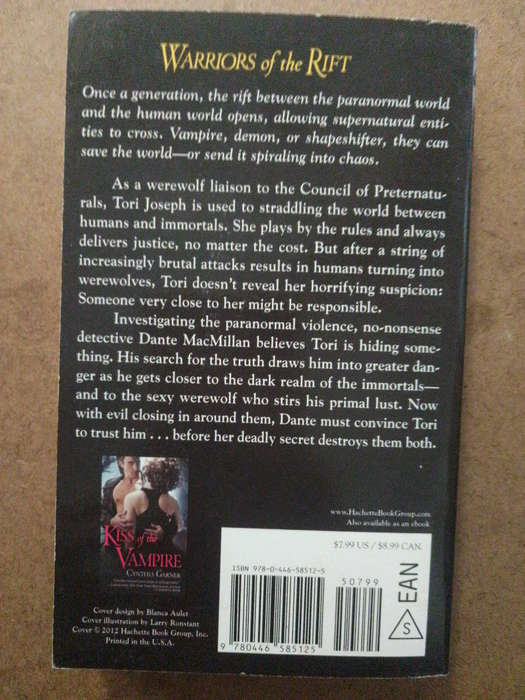 WARRIORS of the RIFT
Once a generation, the rift between the paranormal world
and the human world opens, allowing supernatural enti-
ties to cross. Vampire, demon, or shapeshifter, they can
save the world—or send it spiraling into chaos.
As a werewolf liaison to the Council of Preternatu-
rals, Tori Joseph is used to straddling the world between
humans and immortals. She plays by the rules and always
delivers justice, no matter the cost. But after a string of
increasingly brutal attacks results in humans turning into
werewolves, Tori doesn't reveal her horrifying suspicion:
Someone very close to her might be responsible.
Investigating the paranormal violence, no-nonsense
detective Dante MacMillan believes Tori is hiding some-
thing. His search for the truth draws him into greater dan-
ger as he gets closer to the dark realm of the immortals—
and to the sexy werewolf who stirs his primal lust. Now
with evil closing in around them, Dante must convince Tori
to trust him . . . before her deadly secret destroys them both.
KISS of the
VAMPIRE
CYNTHIA GARNER
Cover design by Blanca Aulet
Cover illustration by Larry Rostant
Cover © 2012 Hachette Book Group, Inc.
Printed in the U.S.A.
www.HachetteBookGroup.com
Also available as an ebook
$7.99 US / $8.99 CAN.
ISBN 978-0-446-58512-5
50799
9 780446 585125
S EAN